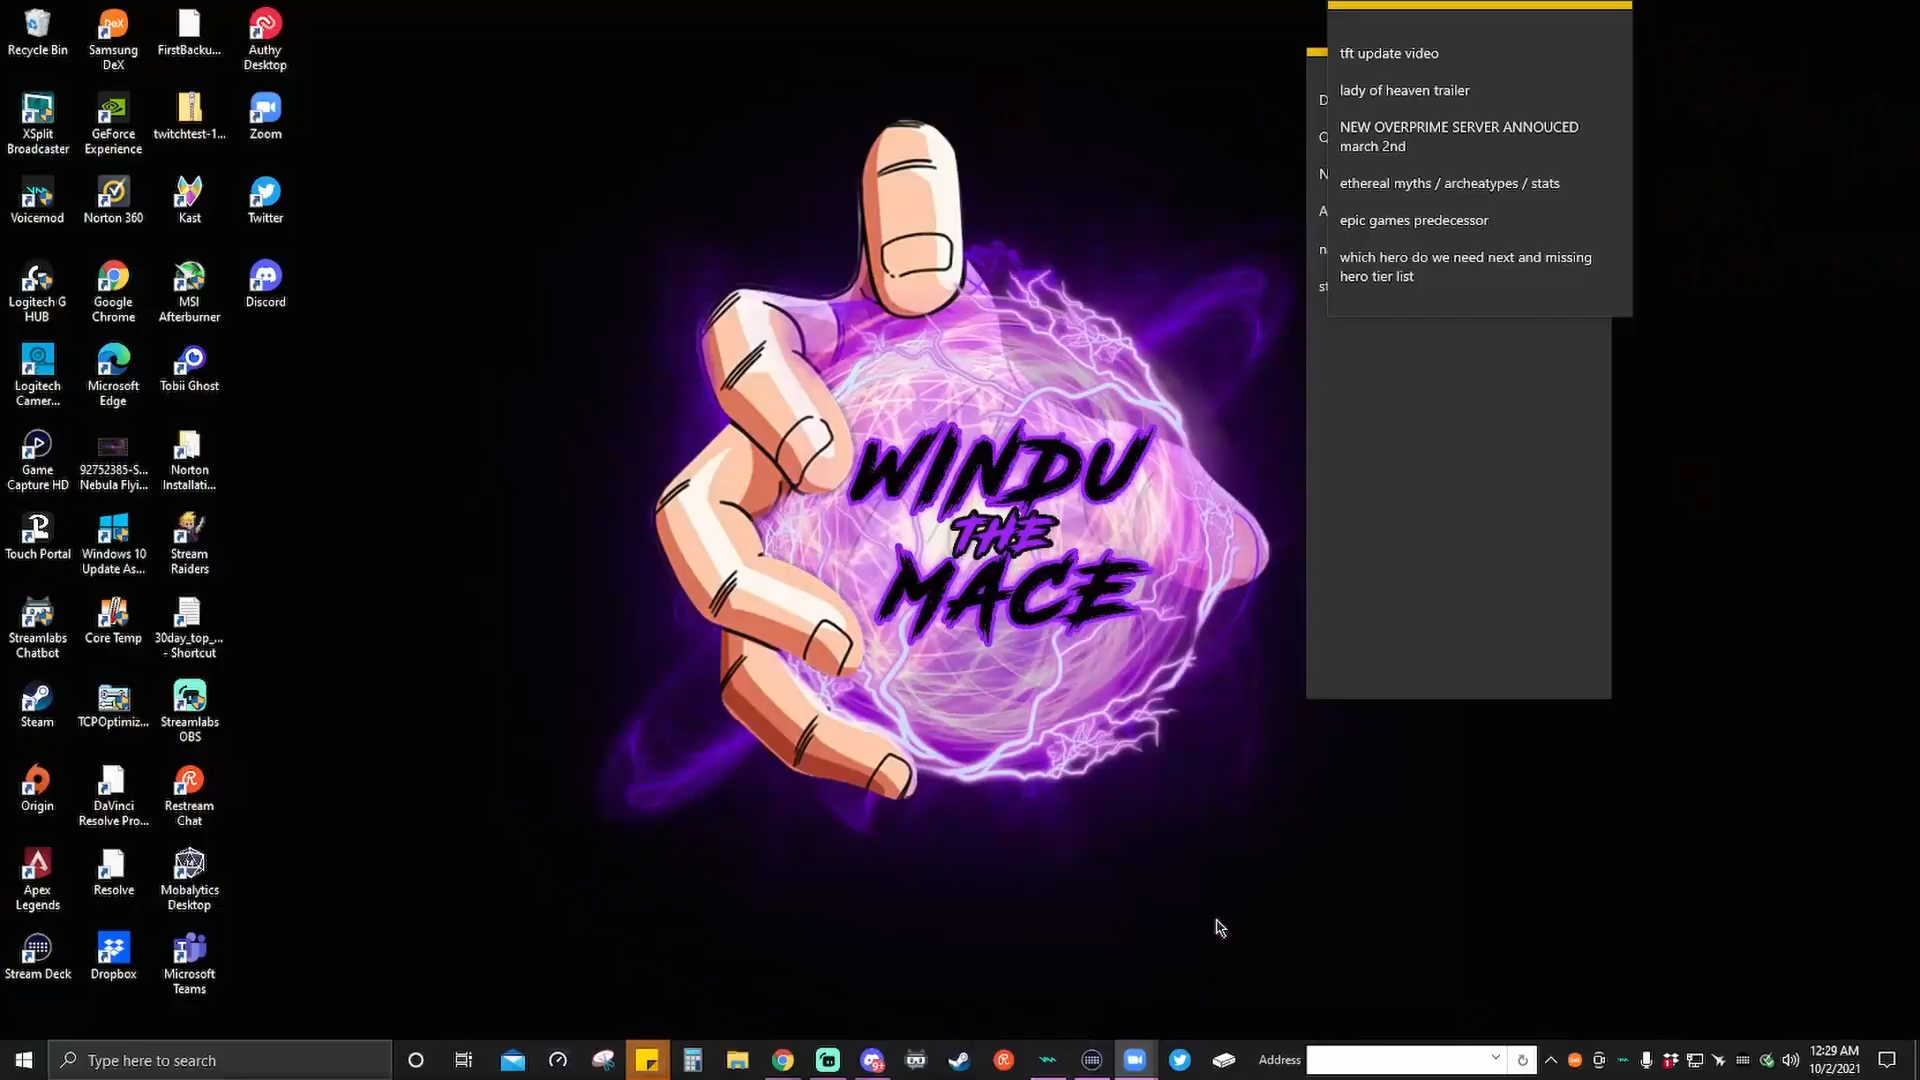 Recycle Bin
Samsung
DeX
FirstBacku...
Authy
Desktop
XSplit
Broadcaster
GeForce
Experience
twitchtest-1...
Zoom
Voicemod
Norton 360
Kast
Twitter
Logitech G
HUB
Google
Chrome
MSI
Afterburner
Discord
Logitech
Camer...
Microsoft
Edge
Tobii Ghost
Game
Capture HD
92752385-S...
Nebula Flyi...
Norton
Installati...
Touch Portal
Windows 10
Update As...
Stream
Raiders
Streamlabs
Chatbot
Core Temp
30day_top_...
- Shortcut
Steam
TCPOptimiz...
Streamlabs
OBS
Origin
DaVinci
Resolve Pro...
Restream
Chat
Apex
Legends
Resolve
Mobalytics
Desktop
Stream Deck
Dropbox
Microsoft
Teams
WINDU
THE
MACE
tft update video
lady of heaven trailer
NEW OVERPRIME SERVER ANNOUCED
march 2nd
ethereal myths / archeatypes / stats
epic games predecessor
which hero do we need next and missing
hero tier list
D
Q
N
A
n
st
Type here to search
Address
12:29 AM
10/2/2021